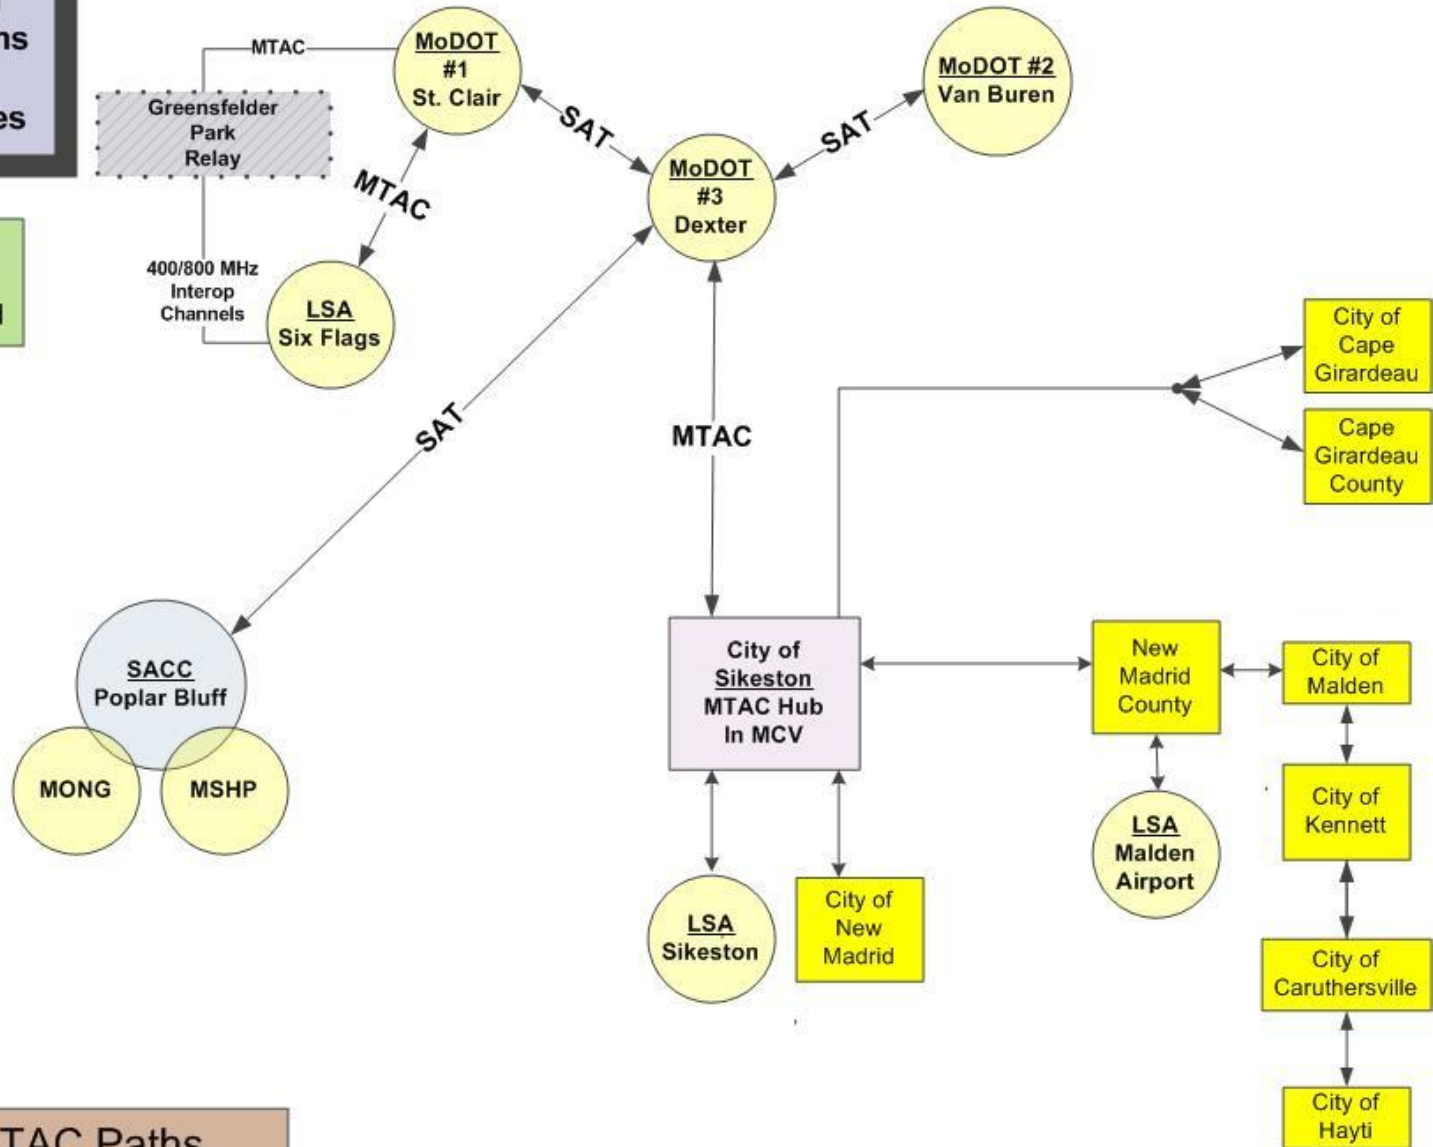 MTAC
MoDOT
#1
St. Clair
MoDOT #2
Van Buren
Greensfelder
Park
Relay
SAT
SAT
MoDOT
#3
Dexter
MTAC
400/800 MHz
Interop
Channels
LSA
Six Flags
City of
Cape
Girardeau
SAT
MTAC
Cape
Girardeau
County
SACC
Poplar Bluff
MONG
MSHP
City of
Sikeston
MTAC Hub
In MCV
New
Madrid
County
City of
Malden
City of
Kennett
LSA
Malden
Airport
LSA
Sikeston
City of
New
Madrid
City of
Caruthersville
City of
Hayti
Paths